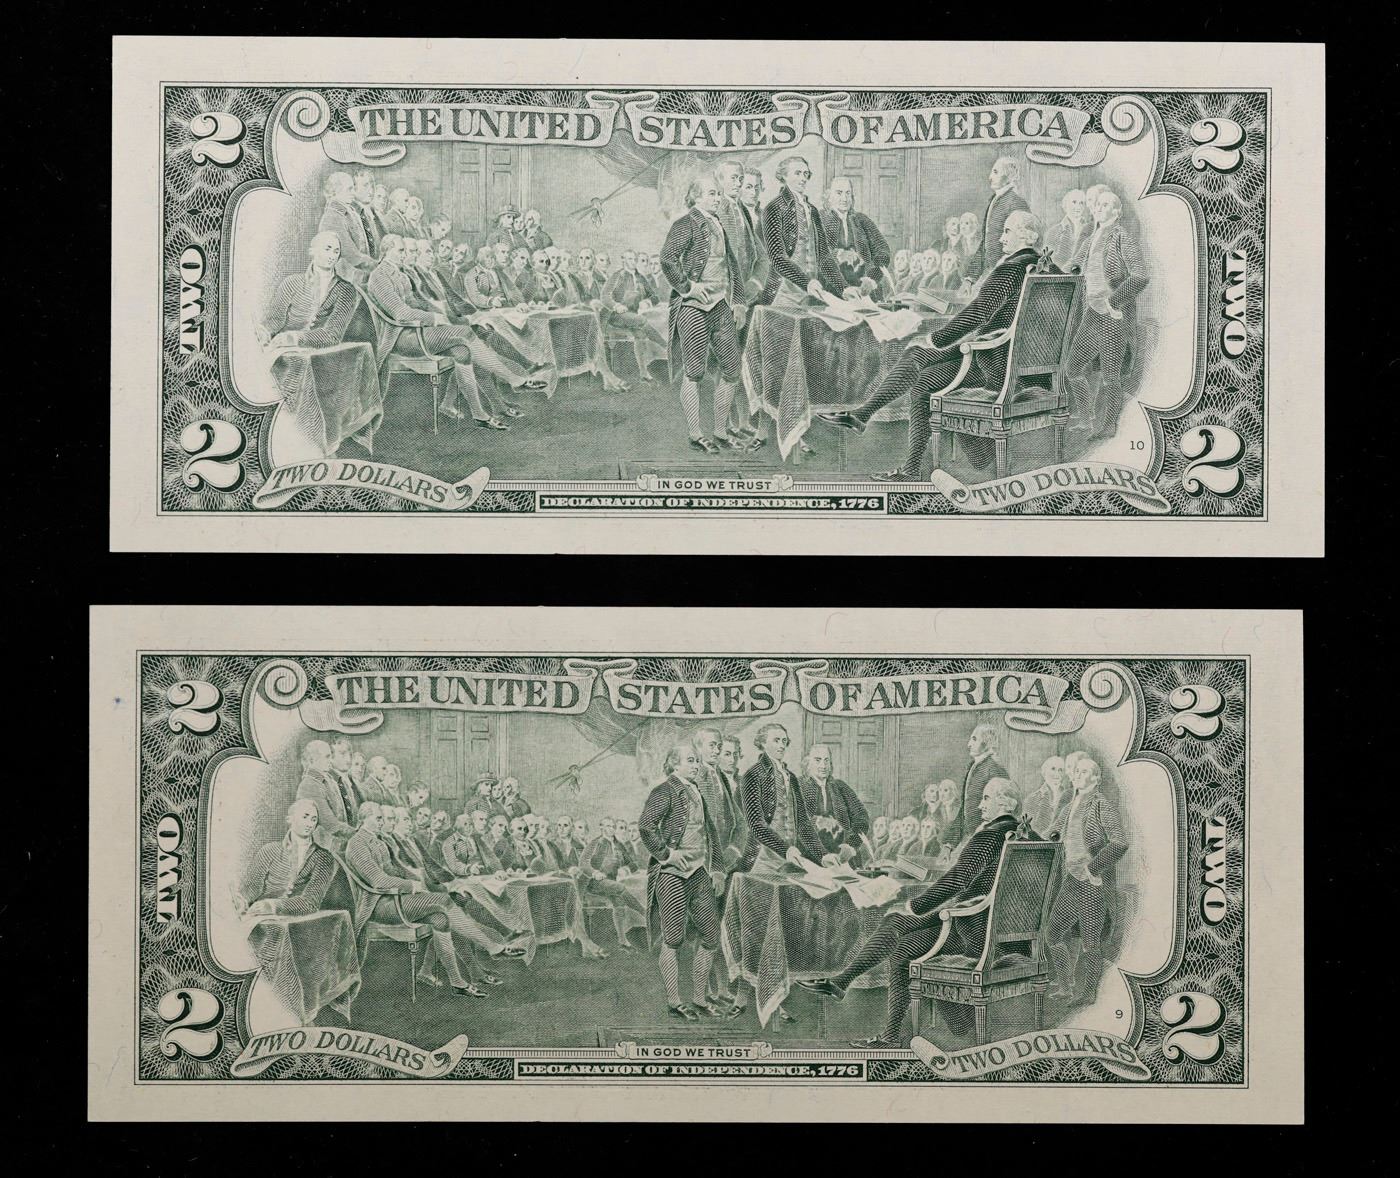 2 THE UNITED STATES OF AMERICA 2
TWO
TWO
10
2 TWO DOLLARS IN GOD WE TRUST TWO DOLLARS 2
DECLARATION OF INDEPENDENCE, 1776
2 THE UNITED STATES OF AMERICA 2
TWO
TWO
9
2 TWO DOLLARS IN GOD WE TRUST TWO DOLLARS 2
DECLARATION OF INDEPENDENCE, 1776